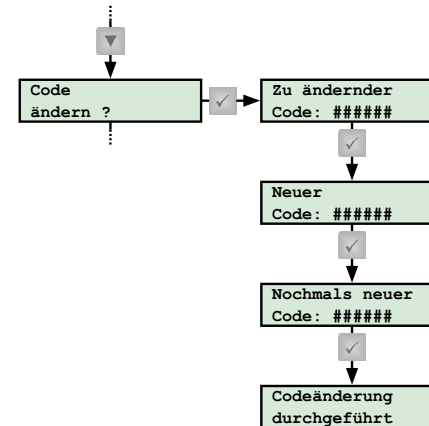 Code
ändern ?
Zu ändernder
Code: ######
Neuer
Code: ######
Nochmals neuer
Code: ######
Codeänderung
durchgeführt